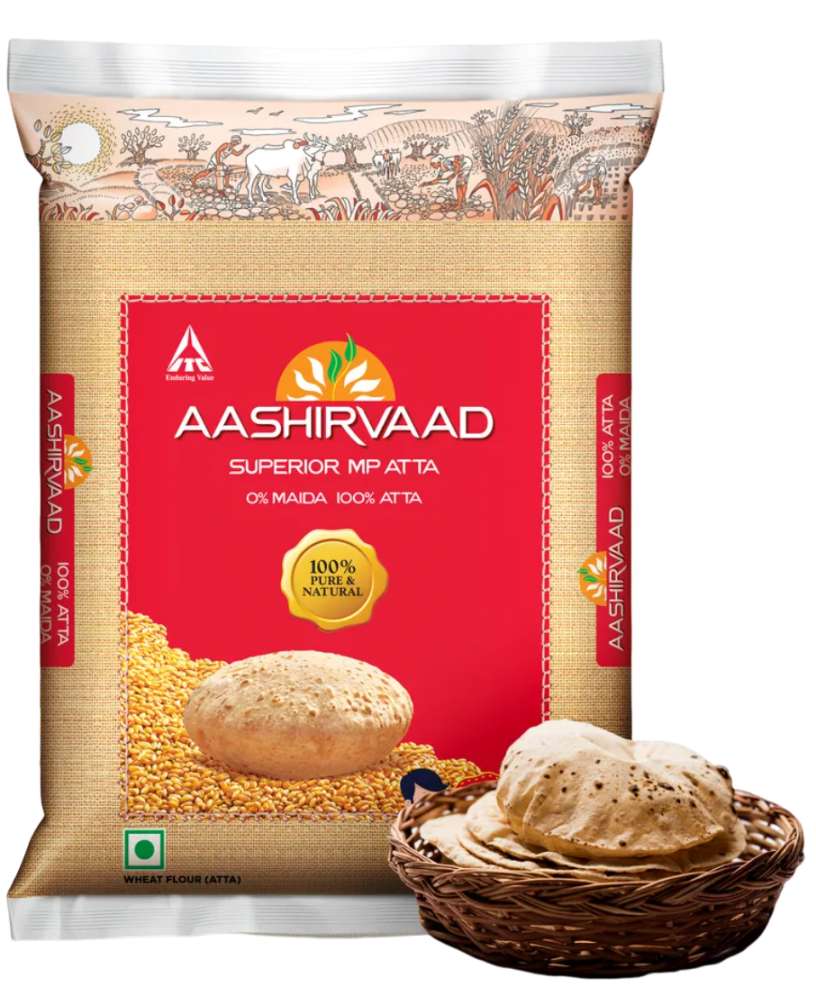 ITC
Enduring Value
AASHIRVAAD
SUPERIOR MP ATTA
0% MAIDA 100% ATTA
100%
PURE &
NATURAL
AASHIRVAAD
100% ATTA
0% MAIDA
AASHIRVAAD
100% ATTA
0% MAIDA
WHEAT FLOUR (ATTA)